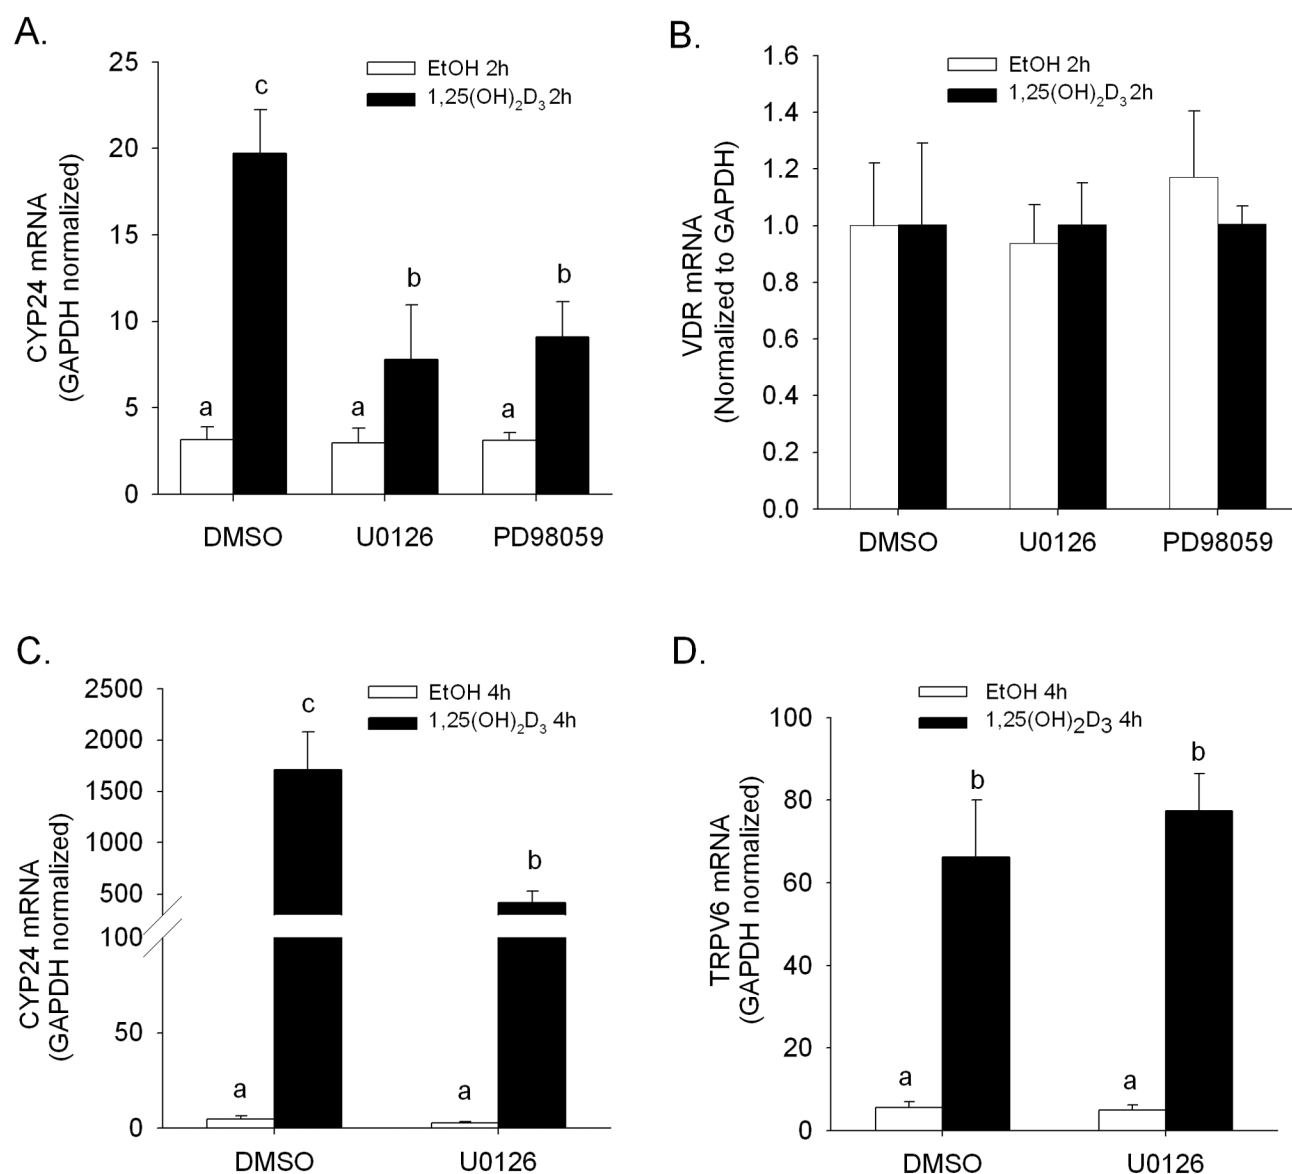 A.
EtOH 2h
1,25(OH)₂D₃ 2h
CYP24 mRNA
(GAPDH normalized)
25
20
15
10
5
0
c
b
b
a
a
a
DMSO
U0126
PD98059
B.
EtOH 2h
1,25(OH)₂D₃ 2h
VDR mRNA
(Normalized to GAPDH)
1.6
1.4
1.2
1.0
0.8
0.6
0.4
0.2
0.0
DMSO
U0126
PD98059
C.
EtOH 4h
1,25(OH)₂D₃ 4h
CYP24 mRNA
(GAPDH normalized)
2500
2000
1500
1000
500
100
50
0
c
b
a
a
DMSO
U0126
D.
EtOH 4h
1,25(OH)2D3 4h
TRPV6 mRNA
(GAPDH normalized)
100
80
60
40
20
0
b
b
a
a
DMSO
U0126